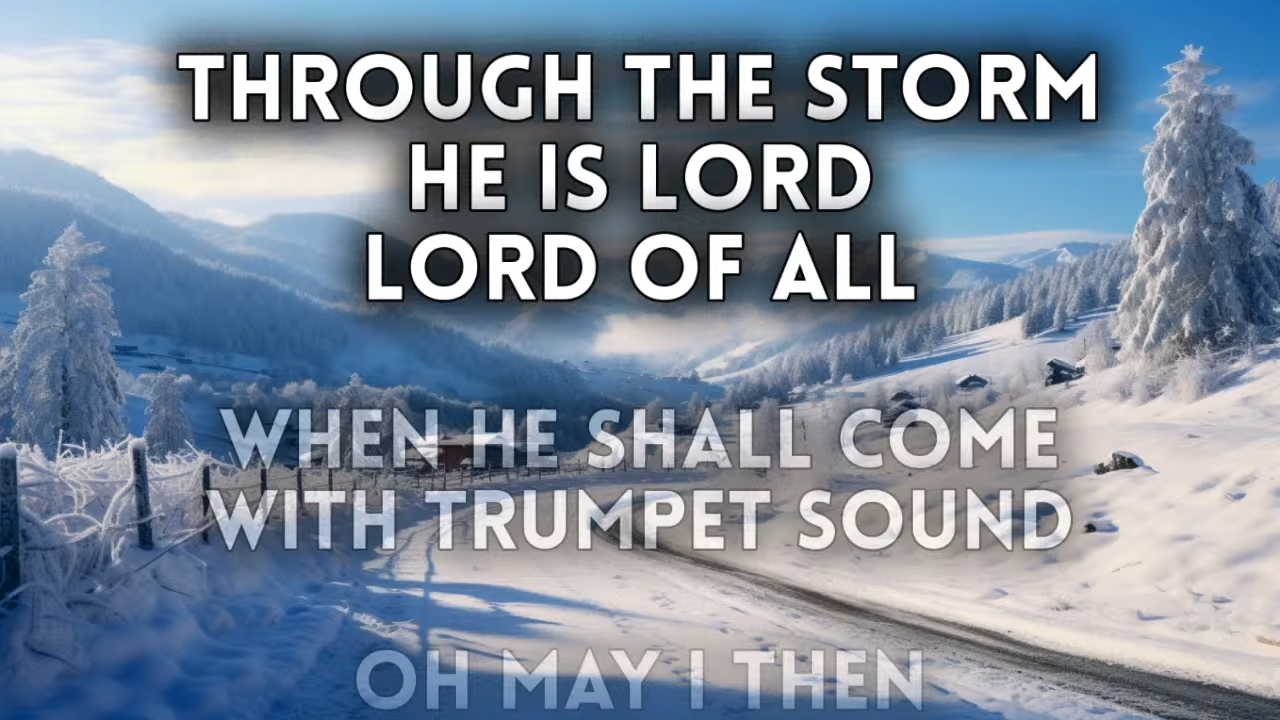 THROUGH THE STORM
HE IS LORD
LORD OF ALL
WHEN HE SHALL COME
WITH TRUMPET SOUND
OH MAY I THEN